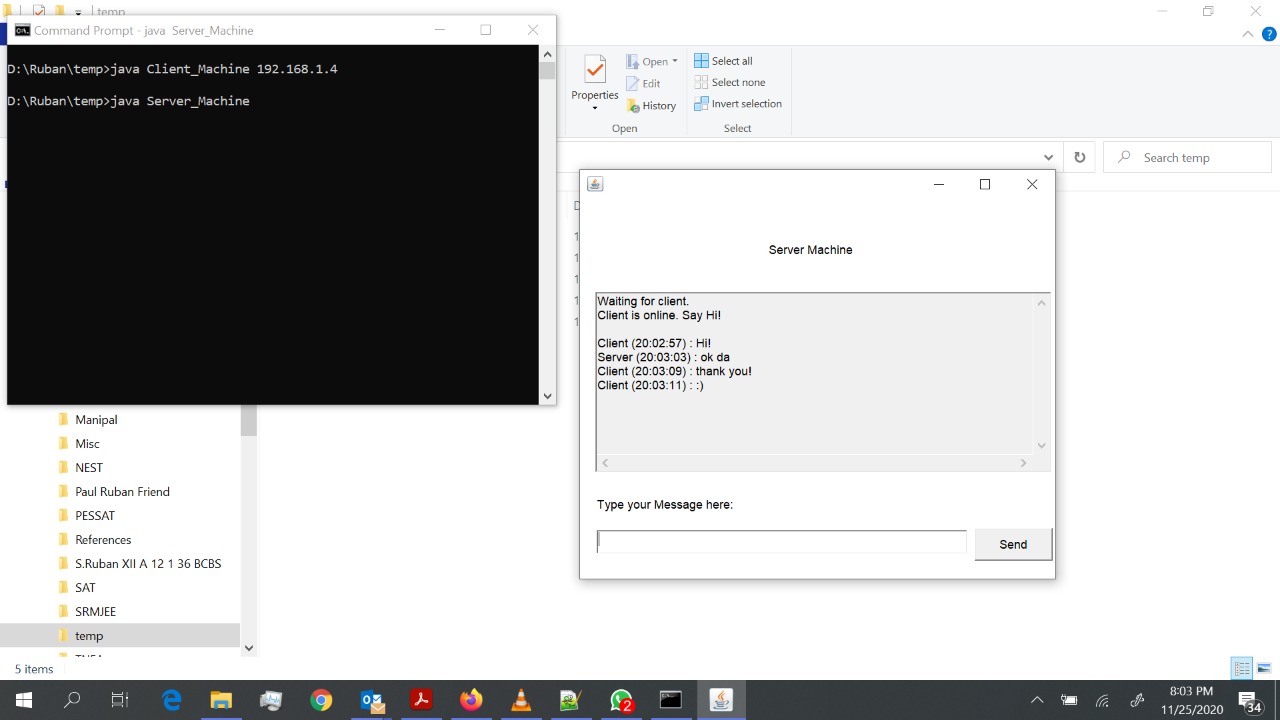 temp
Command Prompt - java Server_Machine
D:\Ruban\temp>java Client_Machine 192.168.1.4
D:\Ruban\temp>java Server_Machine
Properties
Open
Edit
History
Open
Select all
Select none
Invert selection
Select
Search temp
Server Machine
Waiting for client.
Client is online. Say Hi!
Client (20:02:57) : Hi!
Server (20:03:03) : ok da
Client (20:03:09) : thank you!
Client (20:03:11) : :)
Type your Message here:
Send
Manipal
Misc
NEST
Paul Ruban Friend
PESSAT
References
S.Ruban XII A 12 1 36 BCBS
SAT
SRMJEE
temp
5 items
2
8:03 PM
11/25/2020
34